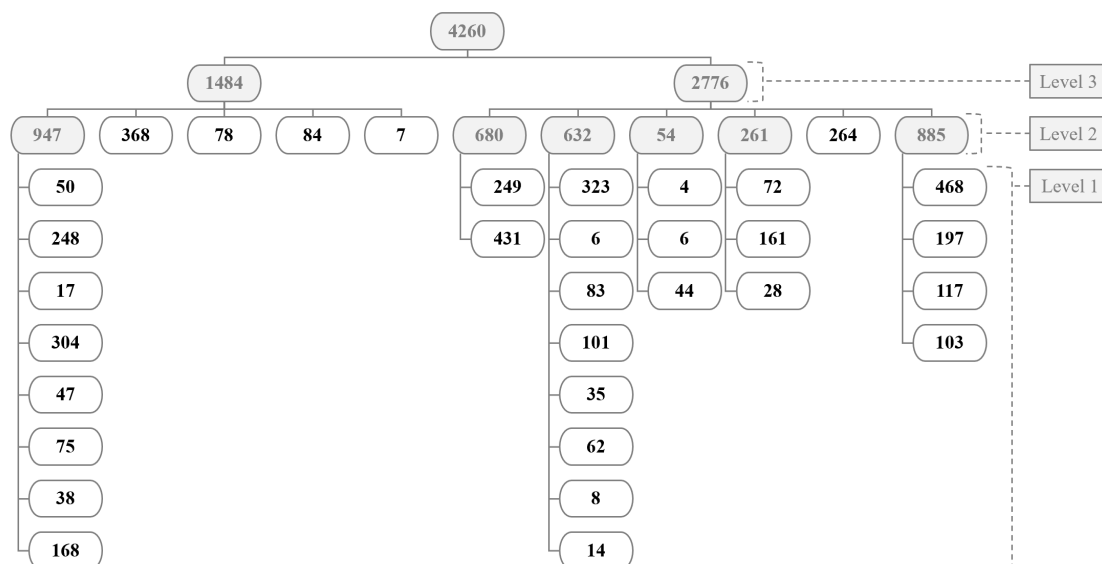 4260
1484 2776 Level 3
947 368 78 84 7 680 632 54 261 264 885 Level 2
50 249 323 4 72 468 Level 1
248 431 6 6 161 197
17 83 44 28 117
304 101 103
47 35
75 62
38 8
168 14